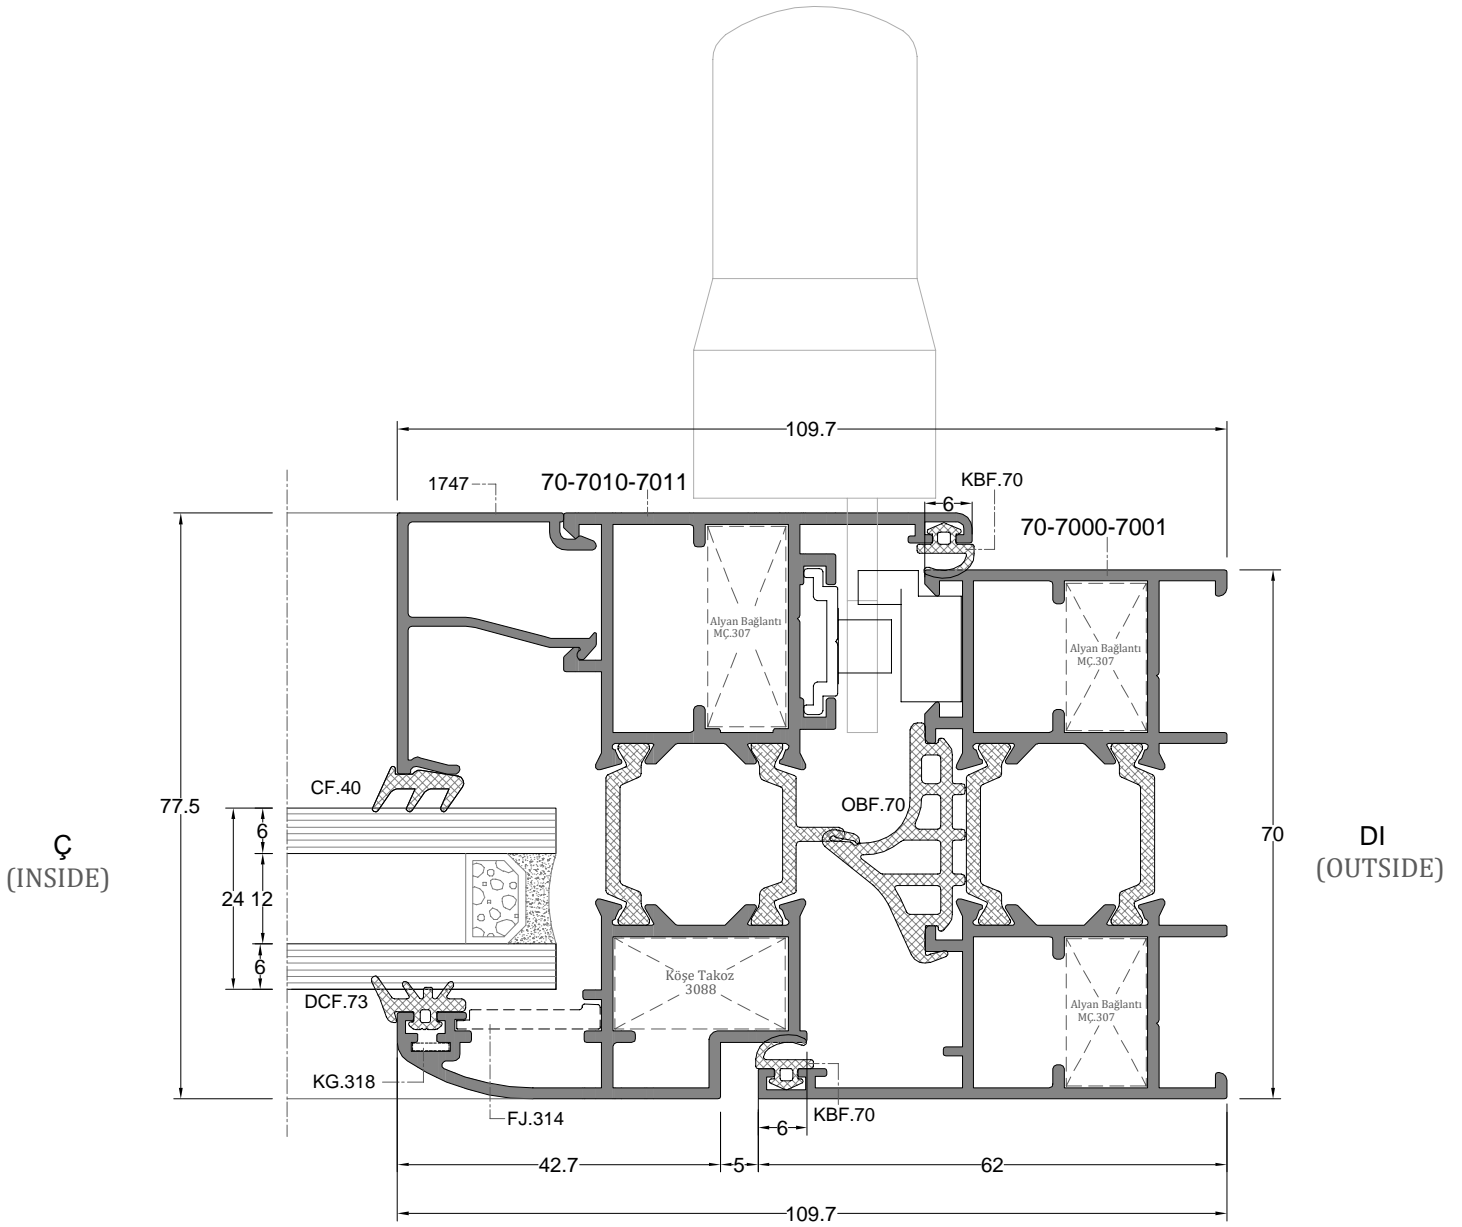 109.7
1747
70-7010-7011
KBF.70
6
70-7000-7001
Alyan Bağlantı
MÇ.307
Alyan Bağlantı
MÇ.307
CF.40
77.5
OBF.70
6
70
Ç
(INSIDE)
DI
(OUTSIDE)
24
12
6
Köşe Takoz
3088
DCF.73
Alyan Bağlantı
MÇ.307
KG.318
FJ.314
KBF.70
6
42.7
5
62
109.7